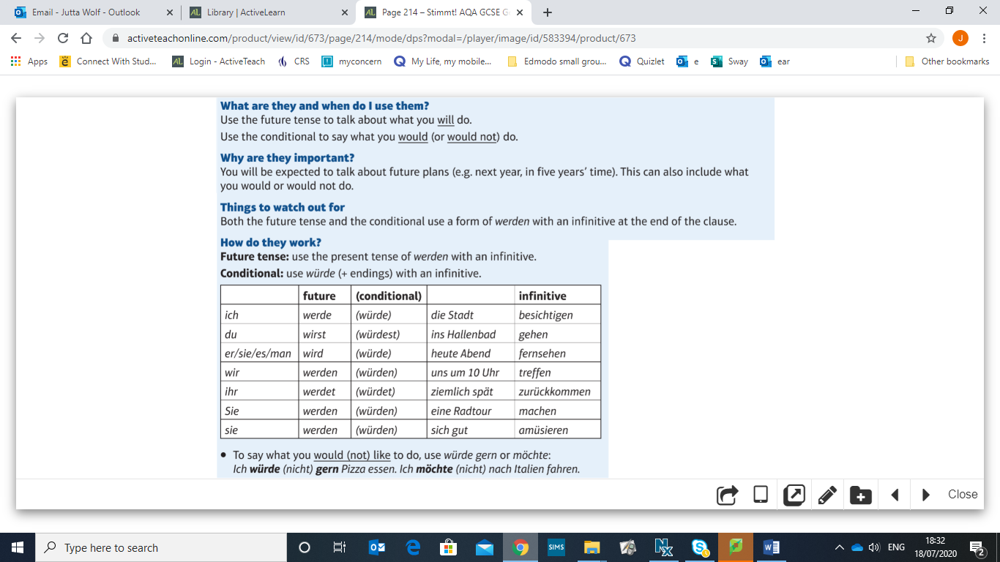 Email - Jutta Wolf - Outlook
Library | ActiveLearn
Page 214 – Stimmt! AQA GCSE G
activeteachonline.com/product/view/id/673/page/214/mode/dps?modal=/player/image/id/583394/product/673
J
Apps Connect With Stud... Login - ActiveTeach CRS myconcern My Life, my mobile... Edmodo small grou... Quizlet e Sway ear Other bookmarks
What are they and when do I use them?
Use the future tense to talk about what you will do.
Use the conditional to say what you would (or would not) do.
Why are they important?
You will be expected to talk about future plans (e.g. next year, in five years' time). This can also include what
you would or would not do.
Things to watch out for
Both the future tense and the conditional use a form of werden with an infinitive at the end of the clause.
How do they work?
Future tense: use the present tense of werden with an infinitive.
Conditional: use würde (+ endings) with an infinitive.
future (conditional) infinitive
ich werde (würde) die Stadt besichtigen
du wirst (würdest) ins Hallenbad gehen
er/sie/es/man wird (würde) heute Abend fernsehen
wir werden (würden) uns um 10 Uhr treffen
ihr werdet (würdet) ziemlich spät zurückkommen
Sie werden (würden) eine Radtour machen
sie werden (würden) sich gut amüsieren
• To say what you would (not) like to do, use würde gern or möchte:
Ich würde (nicht) gern Pizza essen. Ich möchte (nicht) nach Italien fahren.
Close
Type here to search
SIMS
ENG
18:32
18/07/2020
2